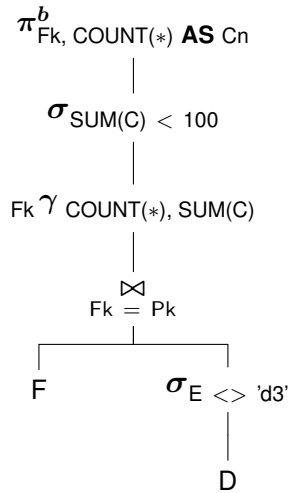 π^b Fk, COUNT(*) AS Cn
σ SUM(C) < 100
Fk γ COUNT(*), SUM(C)
⋈
Fk = Pk
F
σ E <> 'd3'
D